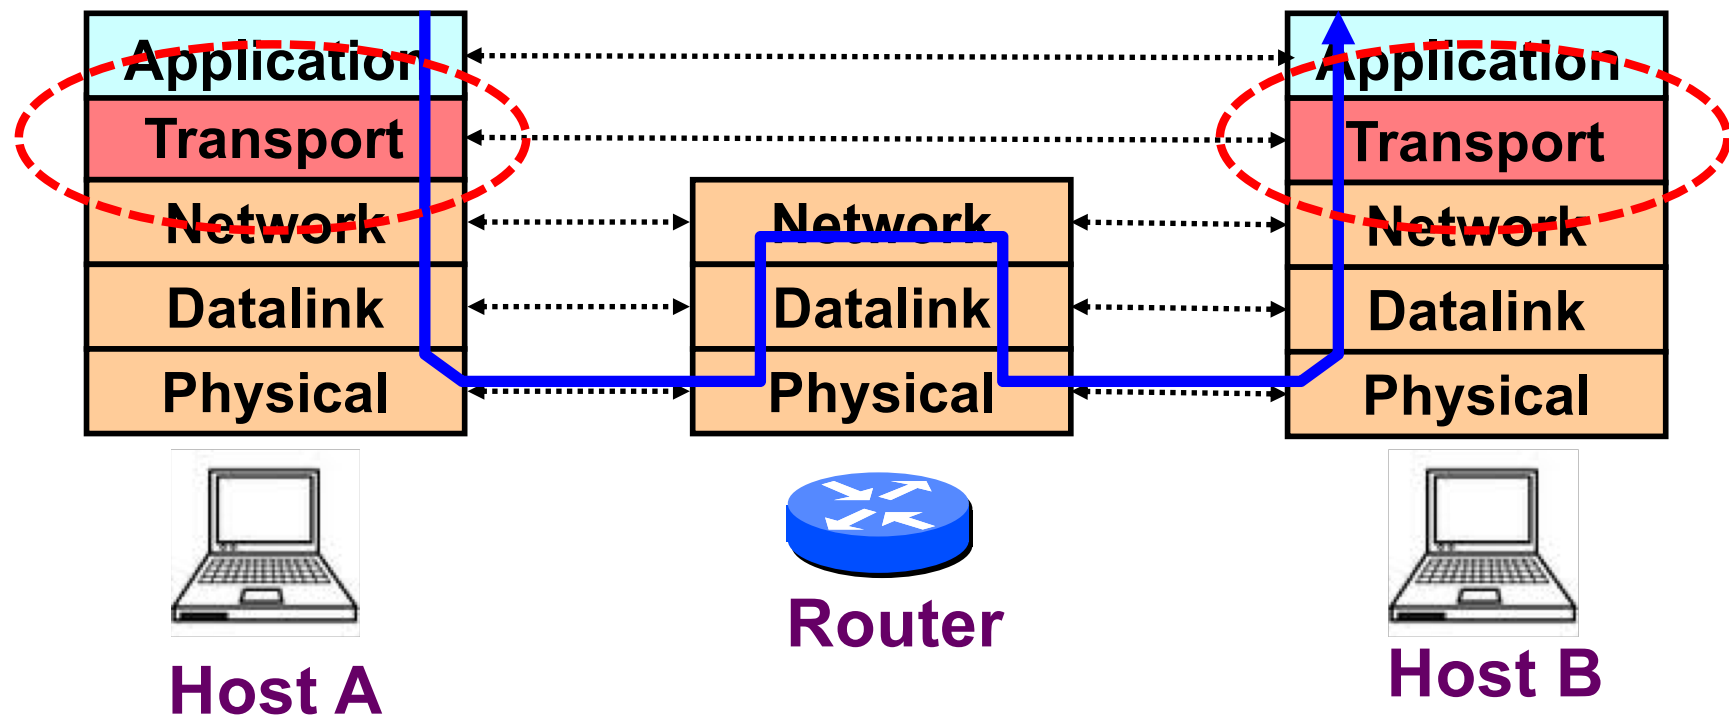 Application
Transport
Network
Datalink
Physical
Host A
Network
Datalink
Physical
Router
Application
Transport
Network
Datalink
Physical
Host B